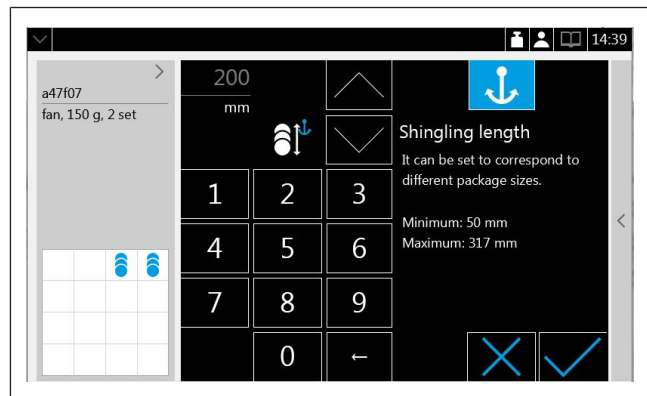 14:39
a47f07
fan, 150 g, 2 set
200
mm
1 2 3
4 5 6
7 8 9
0 ←
Shingling length
It can be set to correspond to
different package sizes.
Minimum: 50 mm
Maximum: 317 mm